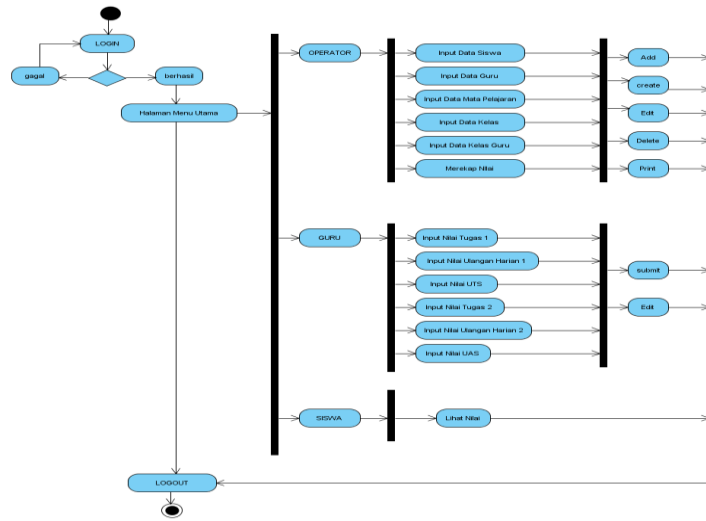 LOGIN
gagal
berhasil
Halaman Menu Utama
OPERATOR
Input Data Siswa
Input Data Guru
Input Data Mata Pelajaran
Input Data Kelas
Input Data Kelas Guru
Merekap Nilai
Add
create
Edit
Delete
Print
GURU
Input Nilai Tugas 1
Input Nilai Ulangan Harian 1
Input Nilai UTS
Input Nilai Tugas 2
Input Nilai Ulangan Harian 2
Input Nilai UAS
submit
Edit
SISWA
Lihat Nilai
LOGOUT